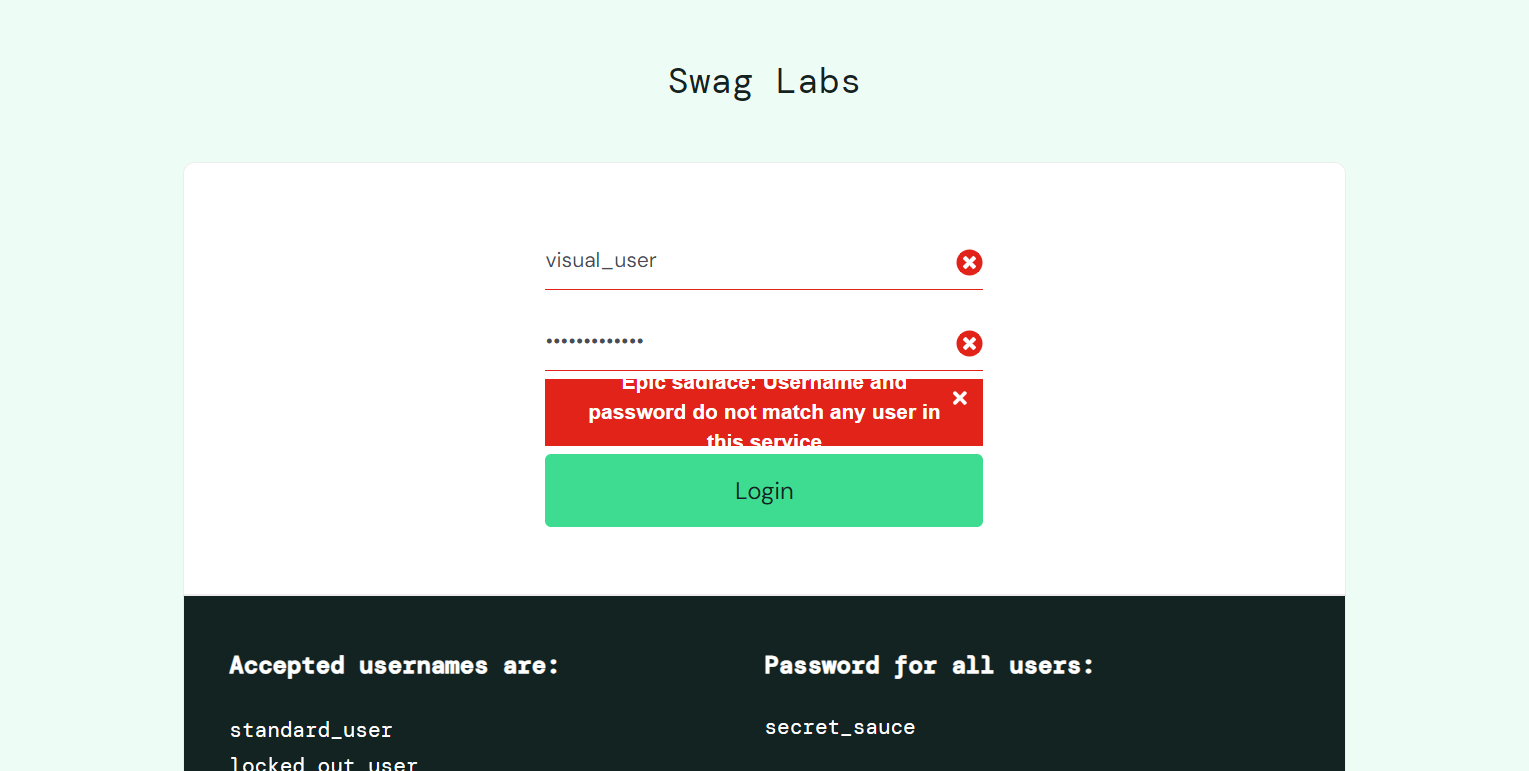 Swag Labs
visual_user
•••••••••••••
Epic sadface: Username and
password do not match any user in
this service
Login
Accepted usernames are:
standard_user
locked_out_user
Password for all users:
secret_sauce